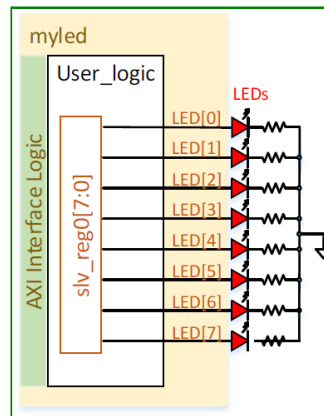 myled
User_logic
LEDs
AXI Interface Logic
slv_reg0[7:0]
LED[0]
LED[1]
LED[2]
LED[3]
LED[4]
LED[5]
LED[6]
LED[7]